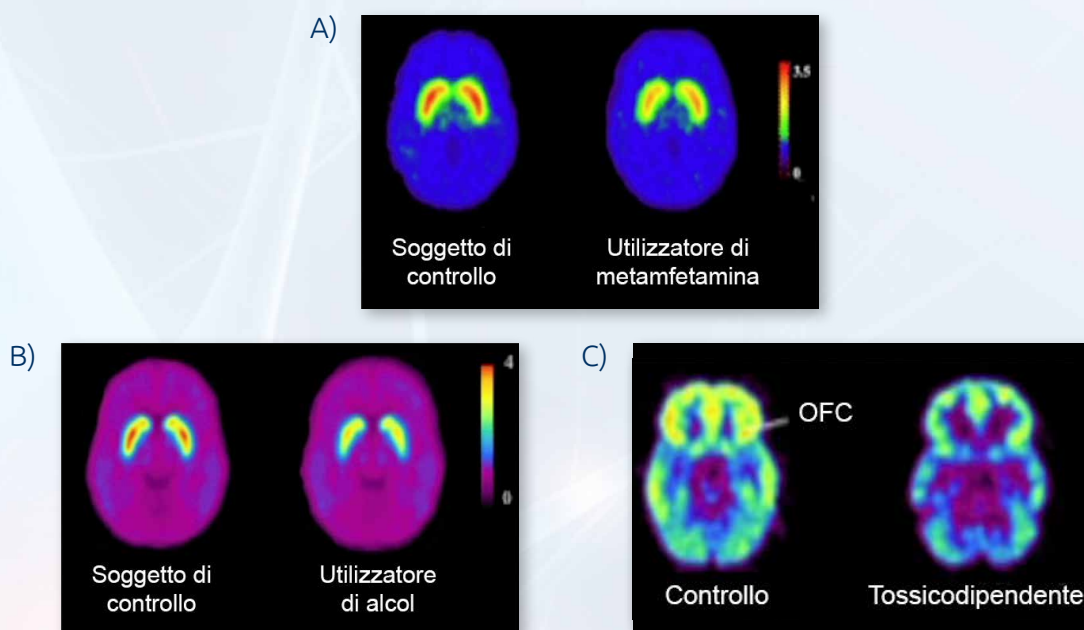 A)
3.5
0
Soggetto di
controllo
Utilizzatore di
metamfetamina
B)
4
0
Soggetto di
controllo
Utilizzatore
di alcol
C)
OFC
Controllo
Tossicodipendente